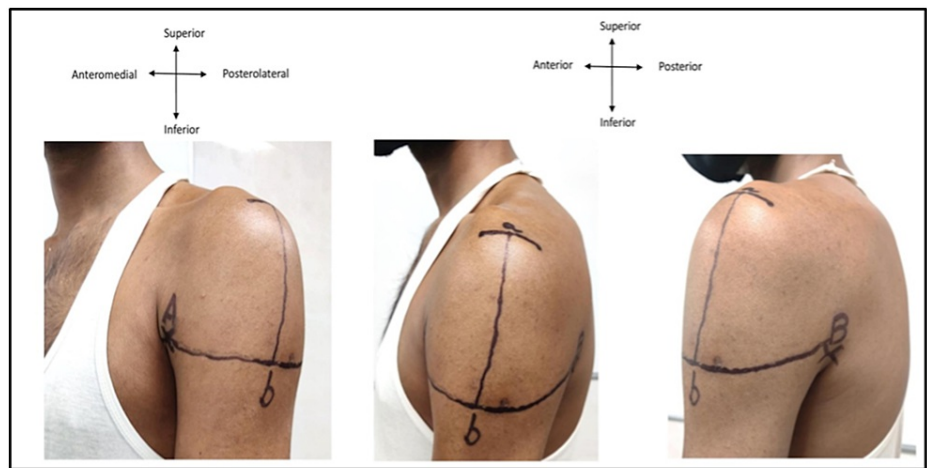 Superior
Anteromedial Posterolateral
Inferior
Superior
Anterior Posterior
Inferior
A
b
a
b
B
b